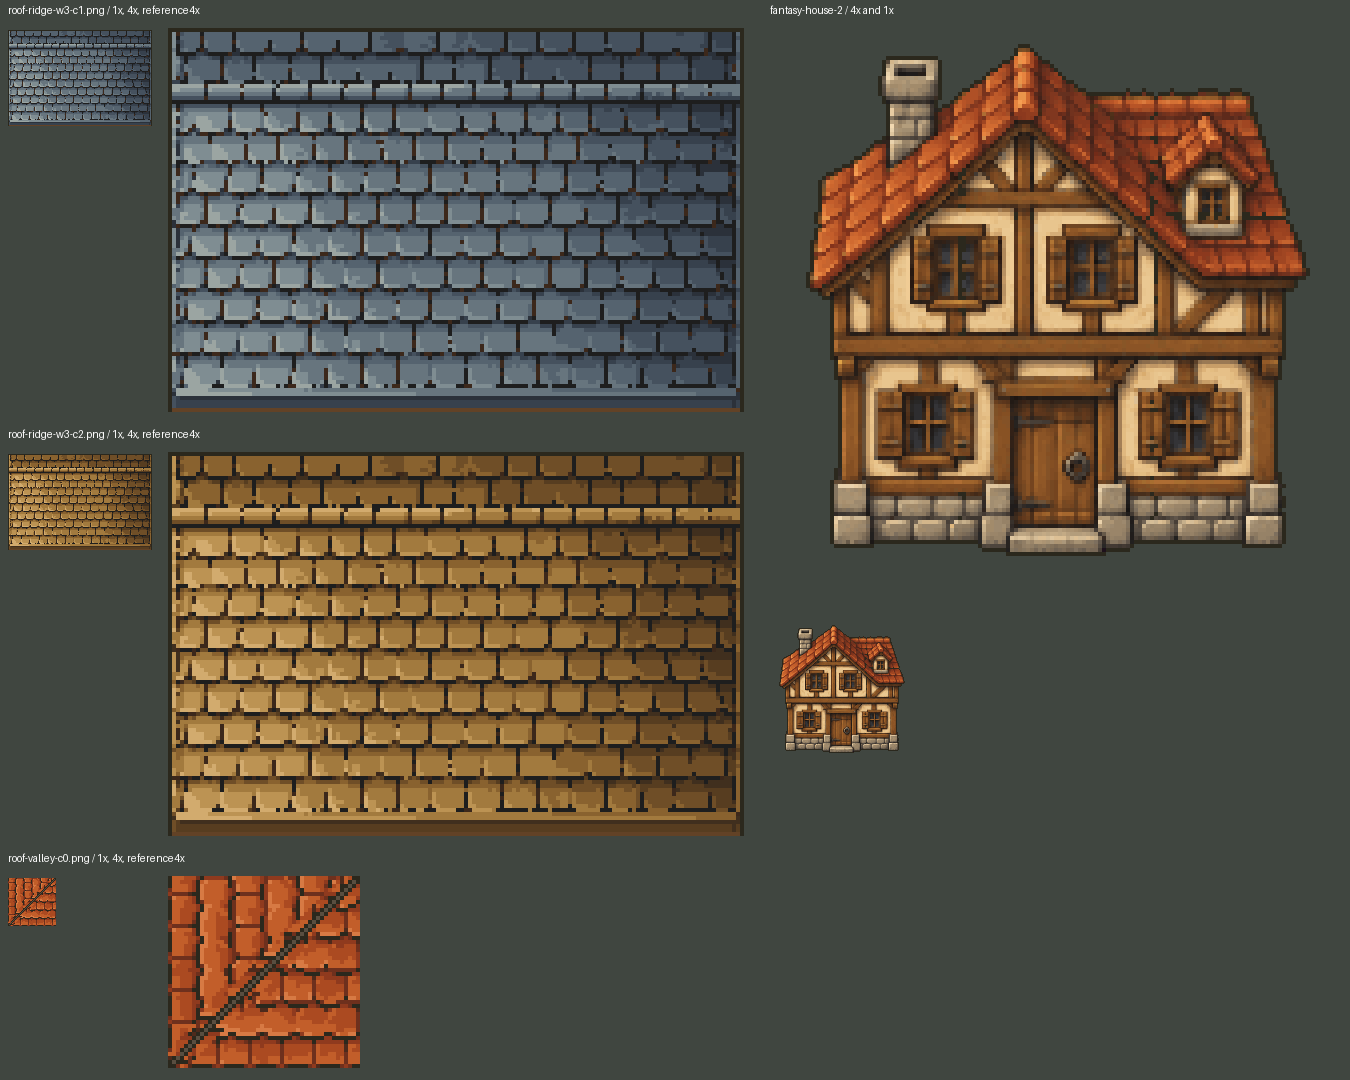 roof-ridge-w3-c1.png / 1x, 4x, reference4x
fantasy-house-2 / 4x and 1x
roof-ridge-w3-c2.png / 1x, 4x, reference4x
roof-valley-c0.png / 1x, 4x, reference4x